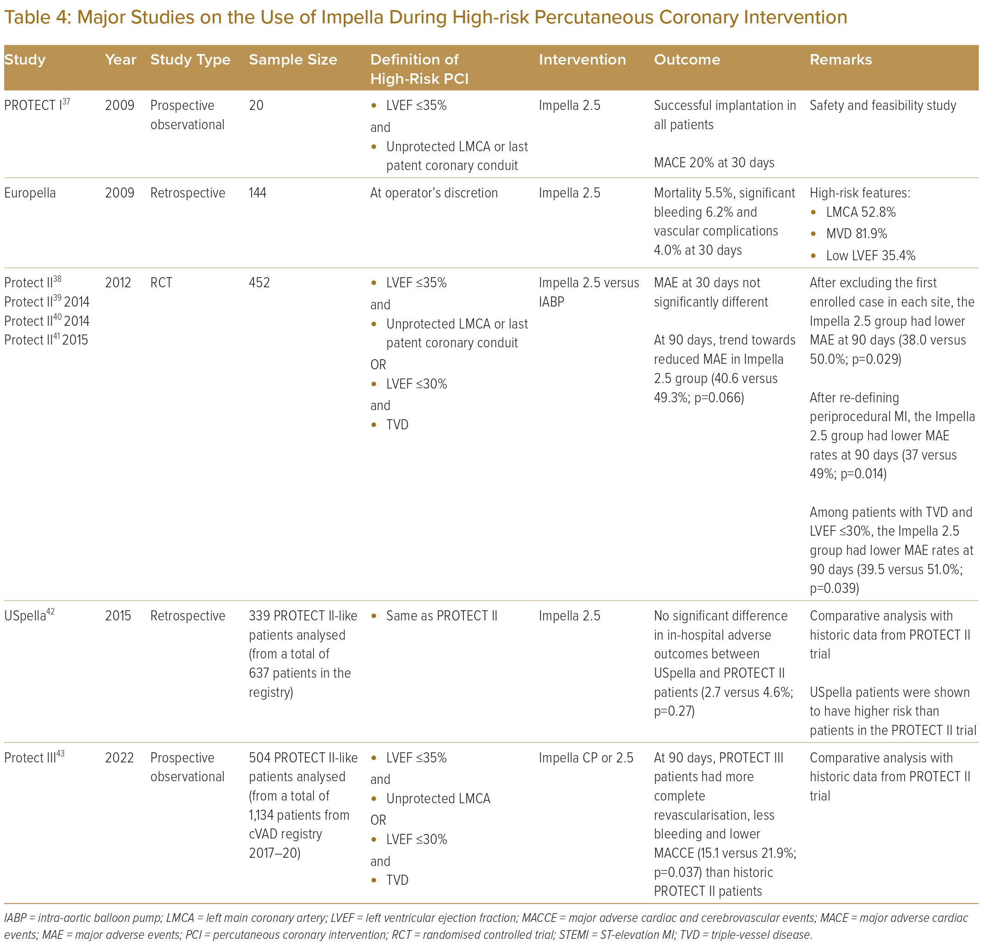 Table 4: Major Studies on the Use of Impella During High-risk Percutaneous Coronary Intervention
Study Year Study Type Sample Size Definition of High-Risk PCI Intervention Outcome Remarks
PROTECT I37
2009
Prospective
observational
20
• LVEF ≤35%
and
• Unprotected LMCA or last
patent coronary conduit
Impella 2.5
Successful implantation in
all patients
MACE 20% at 30 days
Safety and feasibility study
Europella
2009
Retrospective
144
At operator’s discretion
Impella 2.5
Mortality 5.5%, significant
bleeding 6.2% and
vascular complications
4.0% at 30 days
High-risk features:
• LMCA 52.8%
• MVD 81.9%
• Low LVEF 35.4%
Protect II38
Protect II39 2014
Protect II40 2014
Protect II41 2015
2012
RCT
452
• LVEF ≤35%
and
• Unprotected LMCA or last
patent coronary conduit
OR
• LVEF ≤30%
and
• TVD
Impella 2.5 versus
IABP
MAE at 30 days not
significantly different
At 90 days, trend towards
reduced MAE in Impella
2.5 group (40.6 versus
49.3%; p=0.066)
After excluding the first
enrolled case in each site, the
Impella 2.5 group had lower
MAE at 90 days (38.0 versus
50.0%; p=0.029)
After re-defining
periprocedural MI, the Impella
2.5 group had lower MAE
rates at 90 days (37 versus
49%; p=0.014)
Among patients with TVD and
LVEF ≤30%, the Impella 2.5
group had lower MAE rates at
90 days (39.5 versus 51.0%;
p=0.039)
USpella42
2015
Retrospective
339 PROTECT II-like
patients analysed
(from a total of
637 patients in the
registry)
• Same as PROTECT II
Impella 2.5
No significant difference
in in-hospital adverse
outcomes between
USpella and PROTECT II
patients (2.7 versus 4.6%;
p=0.27)
Comparative analysis with
historic data from PROTECT II
trial
USpella patients were shown
to have higher risk than
patients in the PROTECT II trial
Protect III43
2022
Prospective
observational
504 PROTECT II-like
patients analysed
(from a total of
1,134 patients from
cVAD registry
2017–20)
• LVEF ≤35%
and
• Unprotected LMCA
OR
• LVEF ≤30%
and
• TVD
Impella CP or 2.5
At 90 days, PROTECT III
patients had more
complete
revascularisation, less
bleeding and lower
MACCE (15.1 versus 21.9%;
p=0.037) than historic
PROTECT II patients
Comparative analysis with
historic data from PROTECT II
trial
IABP = intra-aortic balloon pump; LMCA = left main coronary artery; LVEF = left ventricular ejection fraction; MACCE = major adverse cardiac and cerebrovascular events; MACE = major adverse cardiac
events; MAE = major adverse events; PCI = percutaneous coronary intervention; RCT = randomised controlled trial; STEMI = ST-elevation MI; TVD = triple-vessel disease.